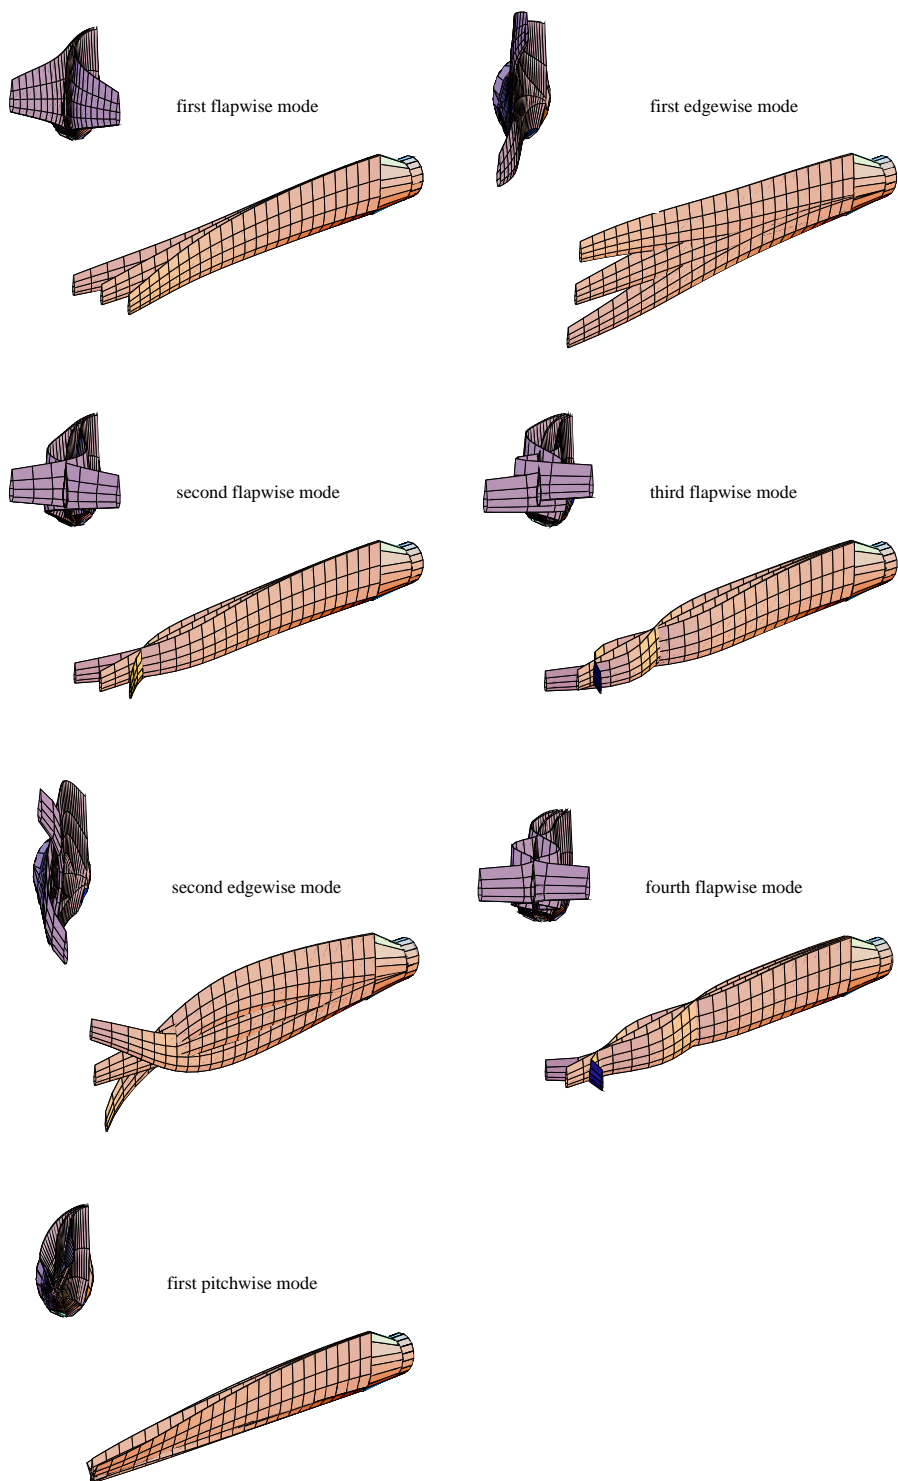 first flapwise mode
first edgewise mode
second flapwise mode
third flapwise mode
second edgewise mode
fourth flapwise mode
first pitchwise mode